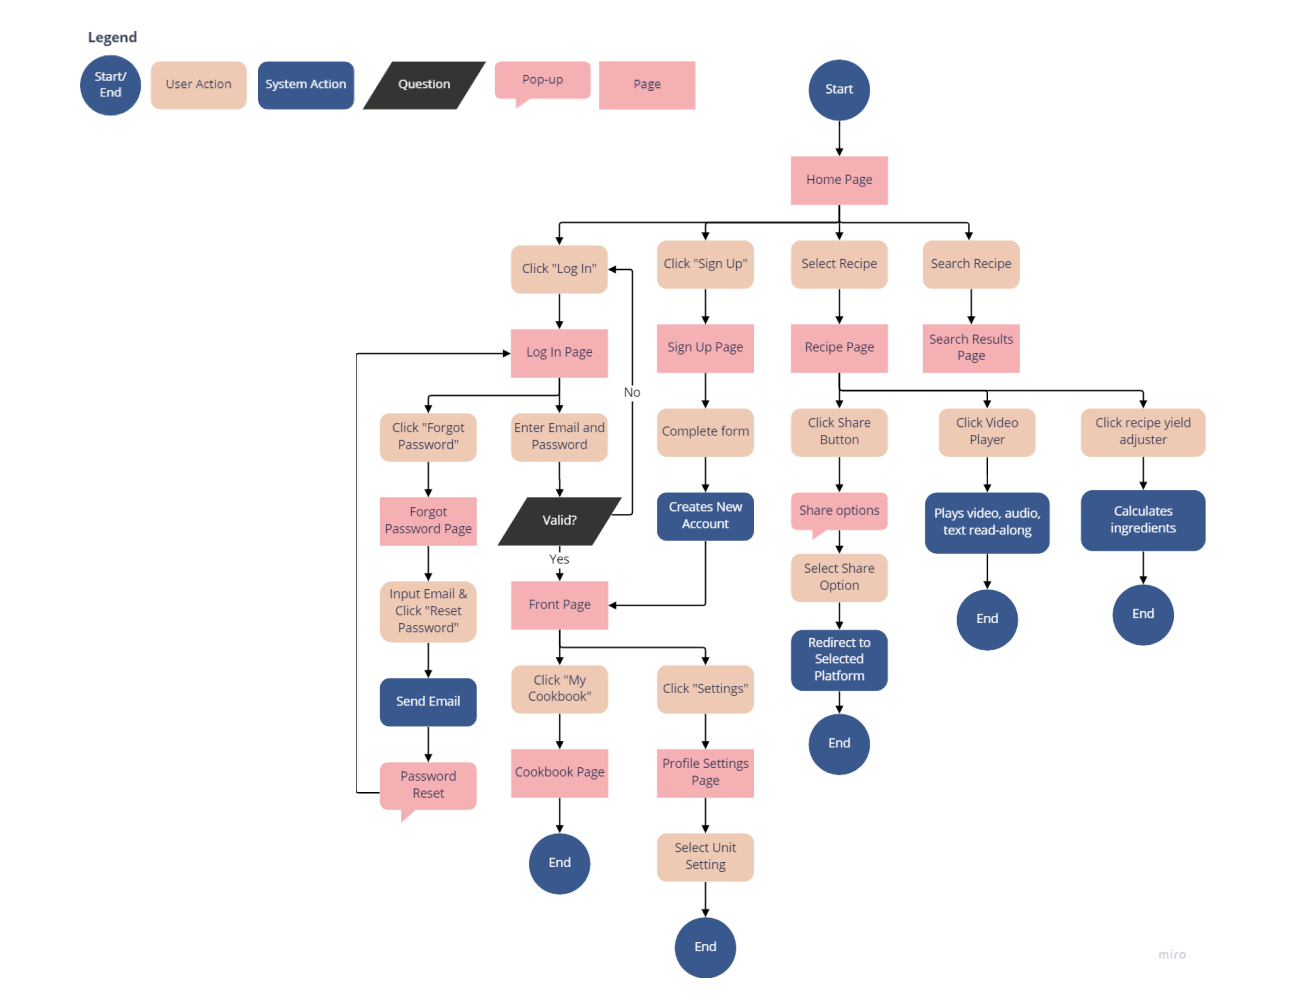 Legend
Start/
End
User Action
System Action
Question
Pop-up
Page
Start
Home Page
Click "Log In"
Click "Sign Up"
Select Recipe
Search Recipe
Log In Page
Sign Up Page
Recipe Page
Search Results
Page
No
Click "Forgot
Password"
Enter Email and
Password
Complete form
Click Share
Button
Click Video
Player
Click recipe yield
adjuster
Forgot
Password Page
Valid?
Creates New
Account
Share options
Plays video, audio,
text read-along
Calculates
ingredients
Yes
Input Email &
Click "Reset
Password"
Front Page
Select Share
Option
End
End
Send Email
Click "My
Cookbook"
Click "Settings"
Redirect to
Selected
Platform
End
Password
Reset
Cookbook Page
Profile Settings
Page
End
Select Unit
Setting
End
miro